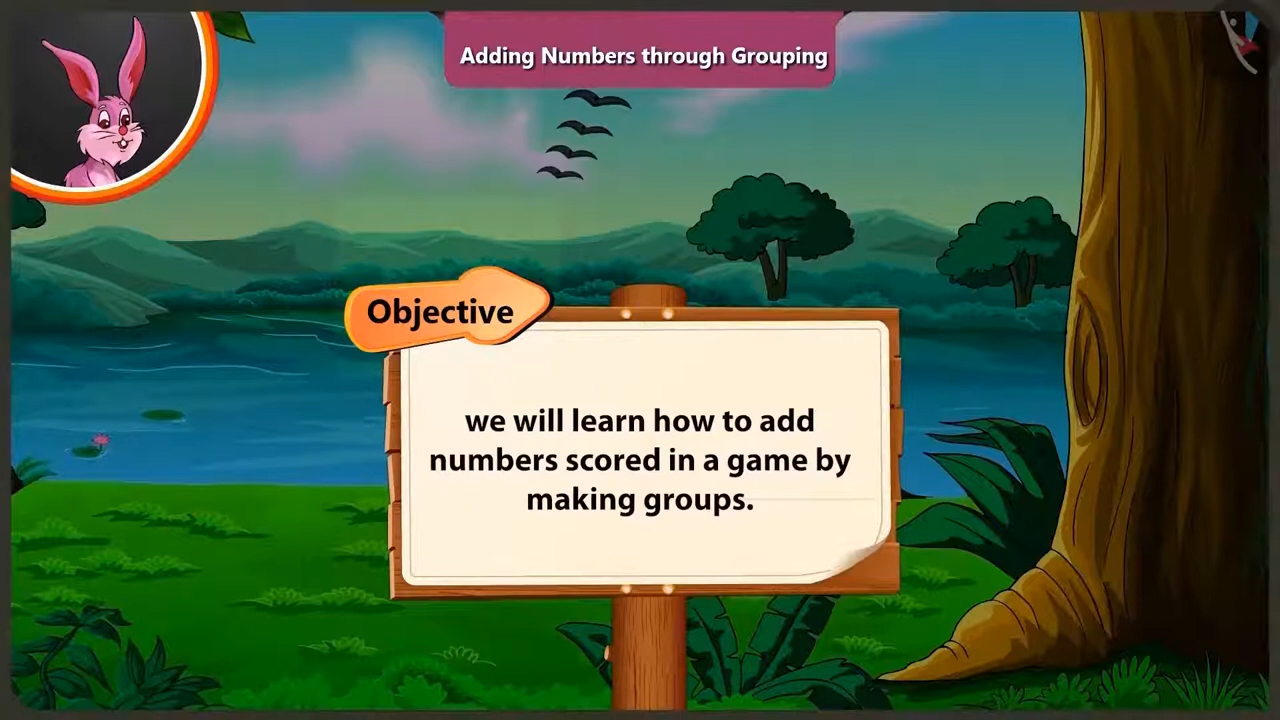 Adding Numbers through Grouping
Objective
we will learn how to add
numbers scored in a game by
making groups.